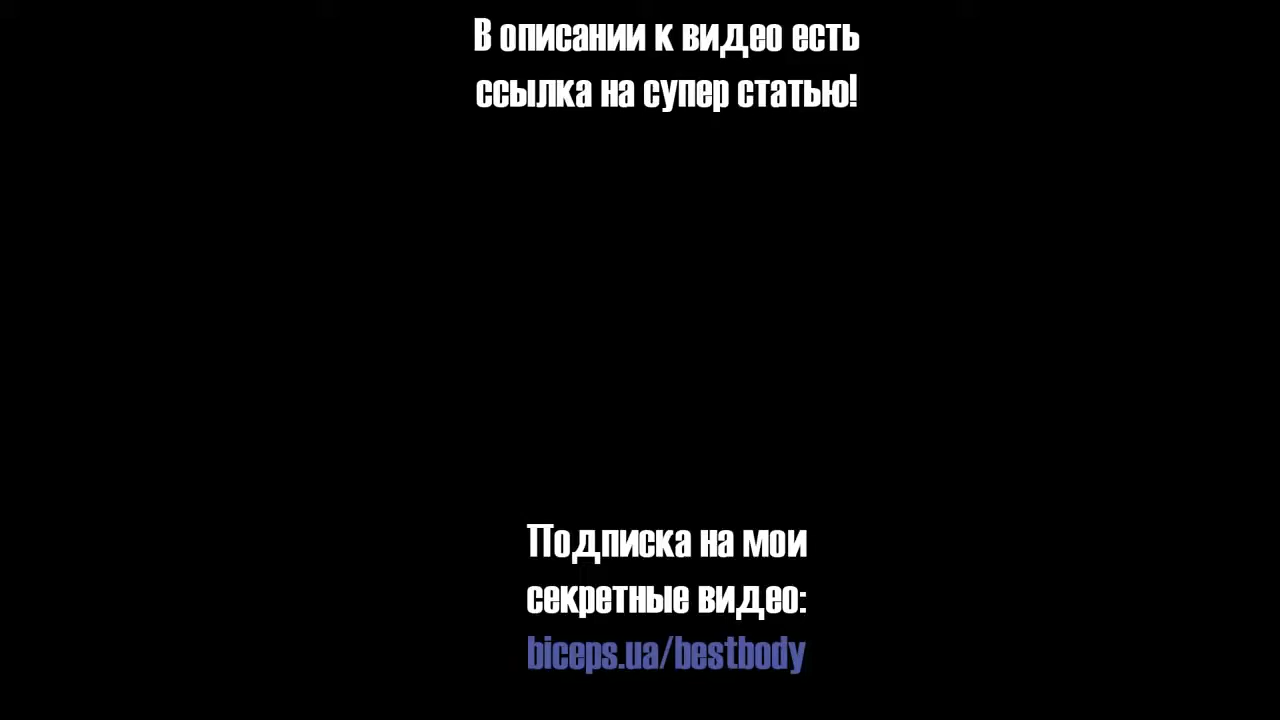 В описании к видео есть
ссылка на супер статью!
Подписка на мои
секретные видео:
biceps.ua/bestbody